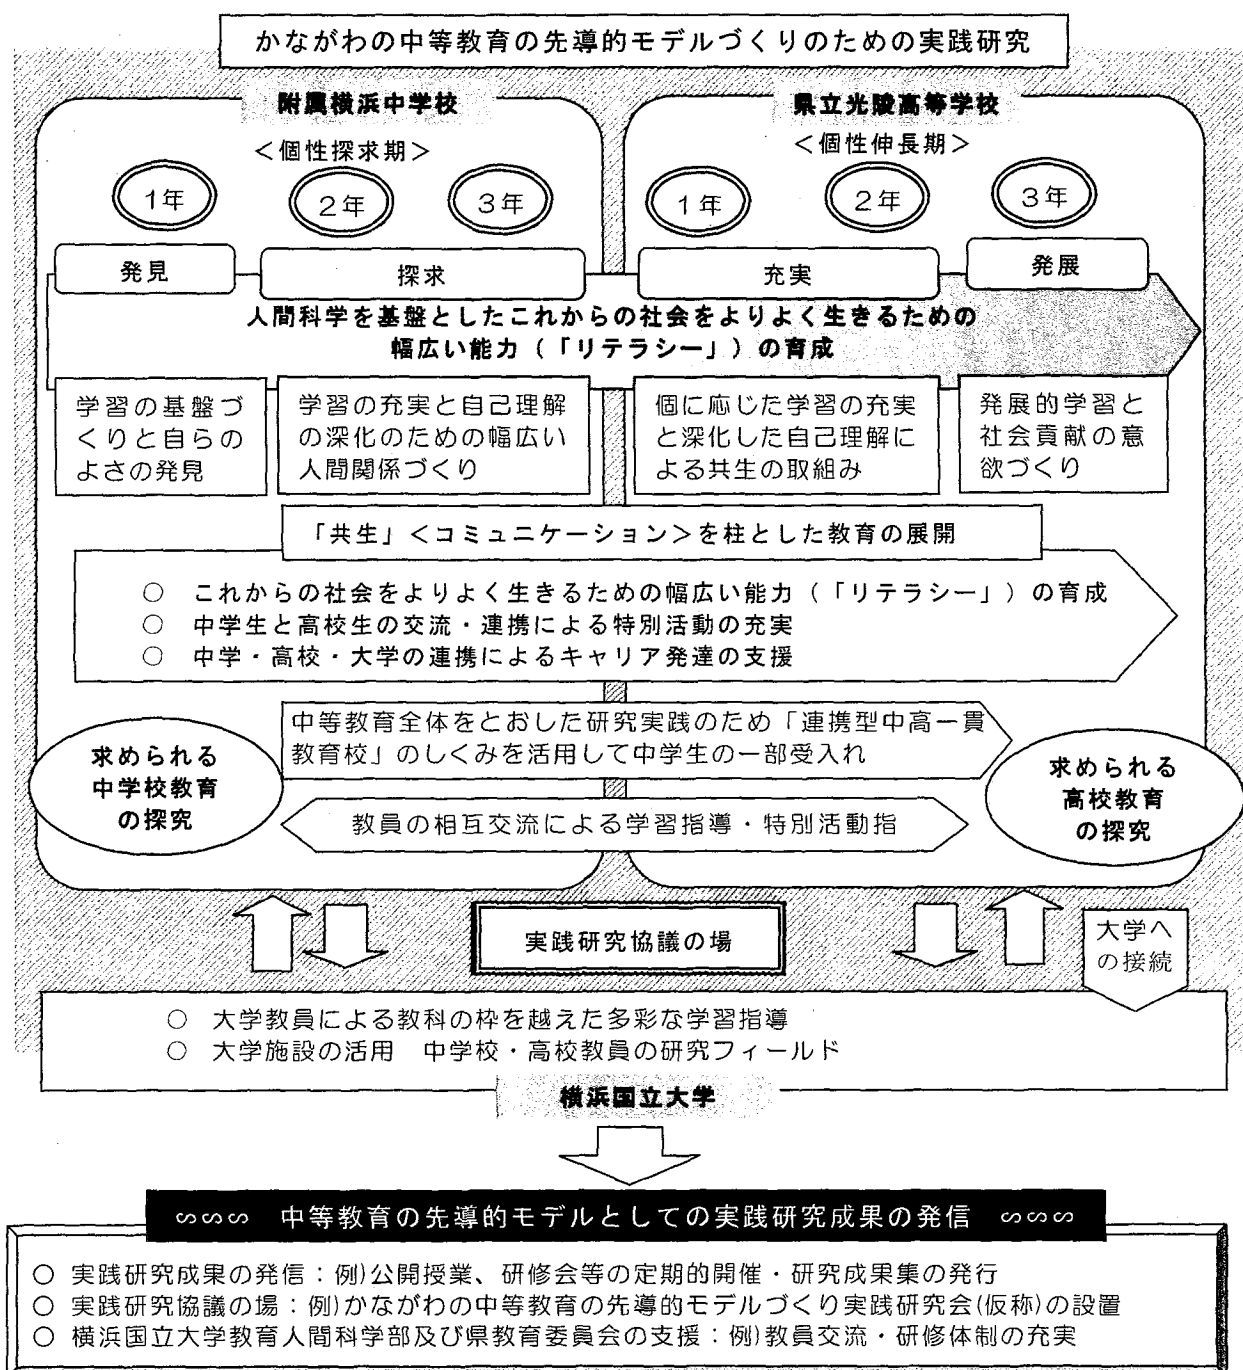 かながわの中等教育の先導的モデルづくりのための実践研究
附属横浜中学校
<個性探求期>
1年
2年
3年
県立光陵高等学校
<個性伸長期>
1年
2年
3年
発見
探求
充実
発展
人間科学を基盤としたこれからの社会をよりよく生きるための
幅広い能力(「リテラシー」)の育成
学習の基盤づ
くりと自らの
よさの発見
学習の充実と自己理解
の深化のための幅広い
人間関係づくり
個に応じた学習の充実
と深化した自己理解に
よる共生の取組み
発展的学習と
社会貢献の意
欲づくり
「共生」<コミュニケーション>を柱とした教育の展開
○ これからの社会をよりよく生きるための幅広い能力(「リテラシー」)の育成
○ 中学生と高校生の交流・連携による特別活動の充実
○ 中学・高校・大学の連携によるキャリア発達の支援
中等教育全体をとおした研究実践のため「連携型中高一貫
教育校」のしくみを活用して中学生の一部受入れ
求められる
中学校教育
の探究
求められる
高校教育
の探究
教員の相互交流による学習指導・特別活動指
実践研究協議の場
大学へ
の接続
○ 大学教員による教科の枠を越えた多彩な学習指導
○ 大学施設の活用 中学校・高校教員の研究フィールド
横浜国立大学
∽∽∽ 中等教育の先導的モデルとしての実践研究成果の発信 ∽∽∽
○ 実践研究成果の発信:例)公開授業、研修会等の定期的開催・研究成果集の発行
○ 実践研究協議の場:例)かながわの中等教育の先導的モデルづくり実践研究会(仮称)の設置
○ 横浜国立大学教育人間科学部及び県教育委員会の支援:例)教員交流・研修体制の充実